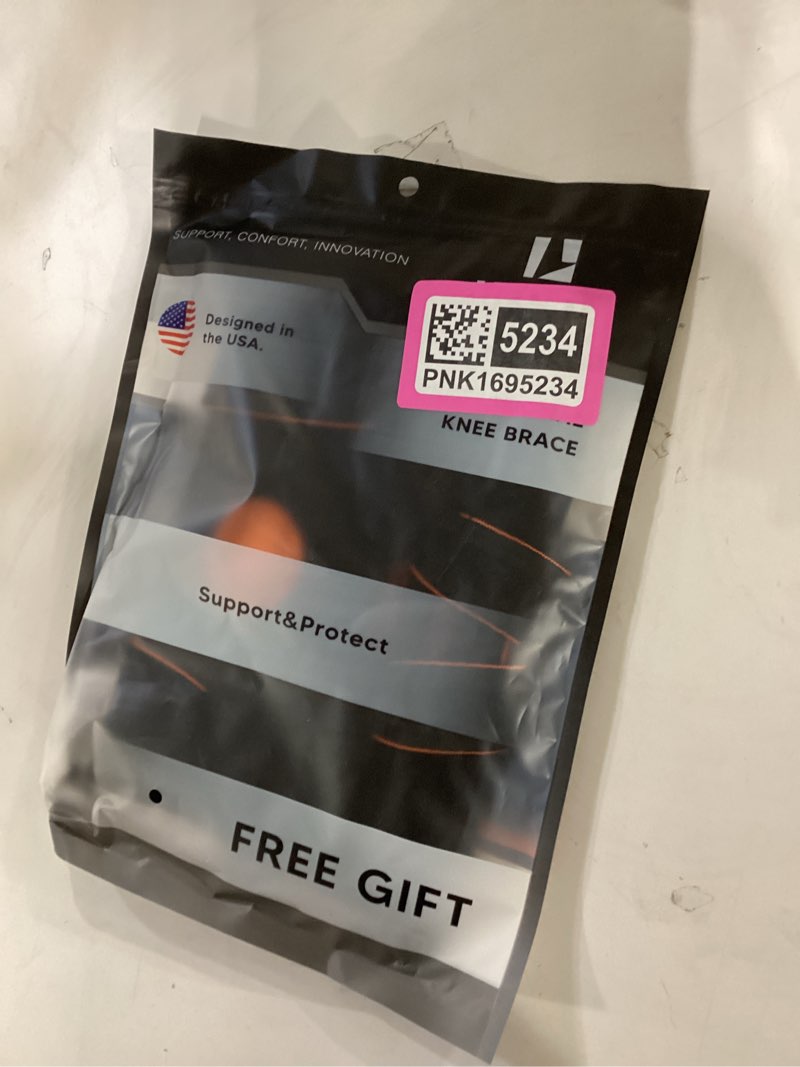 SUPPORT, CONFORT, INNOVATION
Designed in
the USA.
5234
PNK1695234
KNEE BRACE
Support&Protect
FREE GIFT